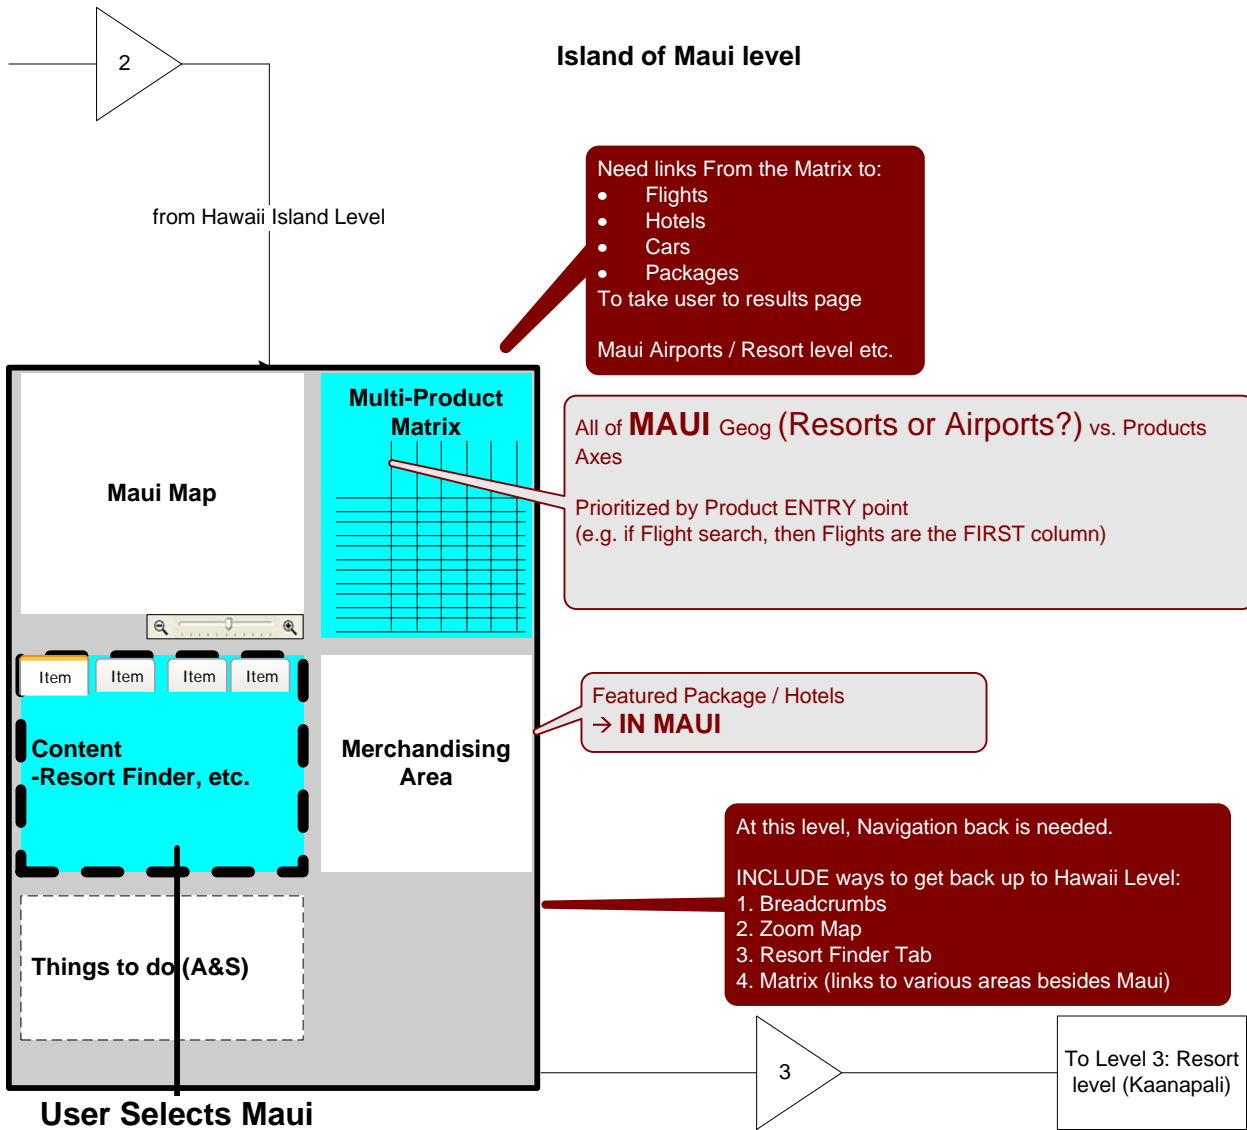 2
Island of Maui level
from Hawaii Island Level
Need links From the Matrix to:
• Flights
• Hotels
• Cars
• Packages
To take user to results page
Maui Airports / Resort level etc.
Maui Map
Multi-Product
Matrix
All of MAUI Geog (Resorts or Airports?) vs. Products
Axes
Prioritized by Product ENTRY point
(e.g. if Flight search, then Flights are the FIRST column)
Item Item Item Item
Content
-Resort Finder, etc.
Merchandising
Area
Featured Package / Hotels
→ IN MAUI
At this level, Navigation back is needed.
INCLUDE ways to get back up to Hawaii Level:
1. Breadcrumbs
2. Zoom Map
3. Resort Finder Tab
4. Matrix (links to various areas besides Maui)
Things to do (A&S)
3
To Level 3: Resort
level (Kaanapali)
User Selects Maui